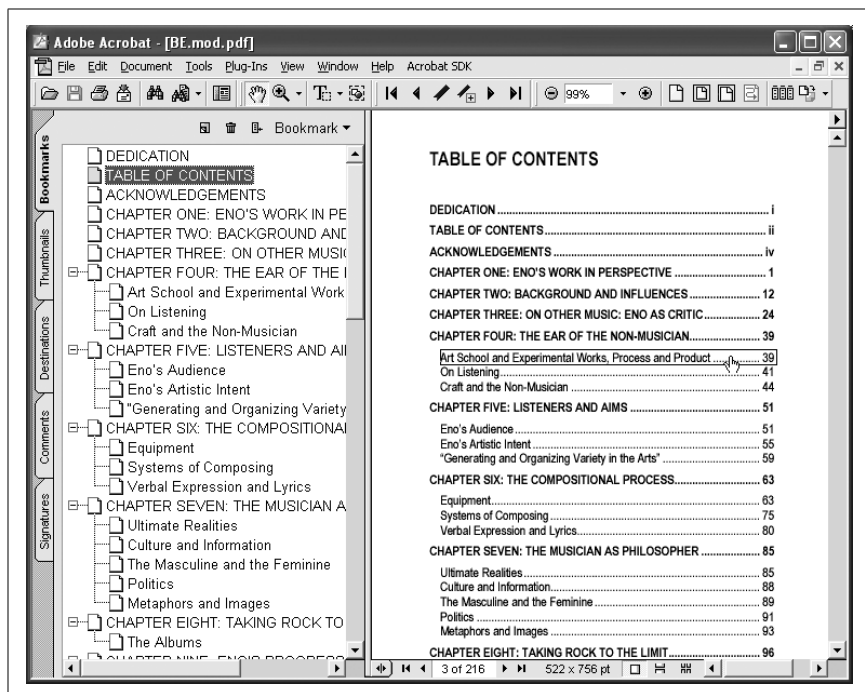 Adobe Acrobat - [BE.mod.pdf]
File Edit Document Tools Plug-Ins View Window Help Acrobat SDK
99%
Bookmark
Bookmarks
Thumbnails
Destinations
Comments
Signatures
DEDICATION
TABLE OF CONTENTS
ACKNOWLEDGEMENTS
CHAPTER ONE: ENO'S WORK IN PE
CHAPTER TWO: BACKGROUND AND
CHAPTER THREE: ON OTHER MUSI
CHAPTER FOUR: THE EAR OF THE
Art School and Experimental Work
On Listening
Craft and the Non-Musician
CHAPTER FIVE: LISTENERS AND AI
Eno's Audience
Eno's Artistic Intent
"Generating and Organizing Variety
CHAPTER SIX: THE COMPOSITIONA
Equipment
Systems of Composing
Verbal Expression and Lyrics
CHAPTER SEVEN: THE MUSICIAN A
Ultimate Realities
Culture and Information
The Masculine and the Feminine
Politics
Metaphors and Images
CHAPTER EIGHT: TAKING ROCK TO
The Albums
TABLE OF CONTENTS
DEDICATION ..... i
TABLE OF CONTENTS ..... ii
ACKNOWLEDGEMENTS ..... iv
CHAPTER ONE: ENO'S WORK IN PERSPECTIVE ..... 1
CHAPTER TWO: BACKGROUND AND INFLUENCES ..... 12
CHAPTER THREE: ON OTHER MUSIC: ENO AS CRITIC ..... 24
CHAPTER FOUR: THE EAR OF THE NON-MUSICIAN ..... 39
Art School and Experimental Works, Process and Product ..... 39
On Listening ..... 41
Craft and the Non-Musician ..... 44
CHAPTER FIVE: LISTENERS AND AIMS ..... 51
Eno's Audience ..... 51
Eno's Artistic Intent ..... 55
"Generating and Organizing Variety in the Arts" ..... 59
CHAPTER SIX: THE COMPOSITIONAL PROCESS ..... 63
Equipment ..... 63
Systems of Composing ..... 75
Verbal Expression and Lyrics ..... 80
CHAPTER SEVEN: THE MUSICIAN AS PHILOSOPHER ..... 85
Ultimate Realities ..... 85
Culture and Information ..... 88
The Masculine and the Feminine ..... 89
Politics ..... 91
Metaphors and Images ..... 93
CHAPTER EIGHT: TAKING ROCK TO THE LIMIT ..... 96
3 of 216 522 x 756 pt